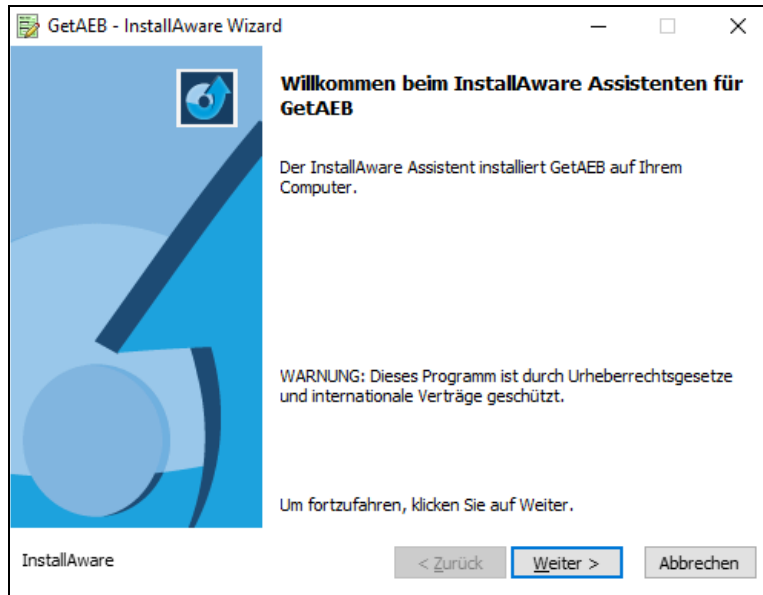 GetAEB - InstallAware Wizard
Willkommen beim InstallAware Assistenten für
GetAEB
Der InstallAware Assistent installiert GetAEB auf Ihrem
Computer.
WARNUNG: Dieses Programm ist durch Urheberrechtsgesetze
und internationale Verträge geschützt.
Um fortzufahren, klicken Sie auf Weiter.
InstallAware
< Zurück
Weiter >
Abbrechen